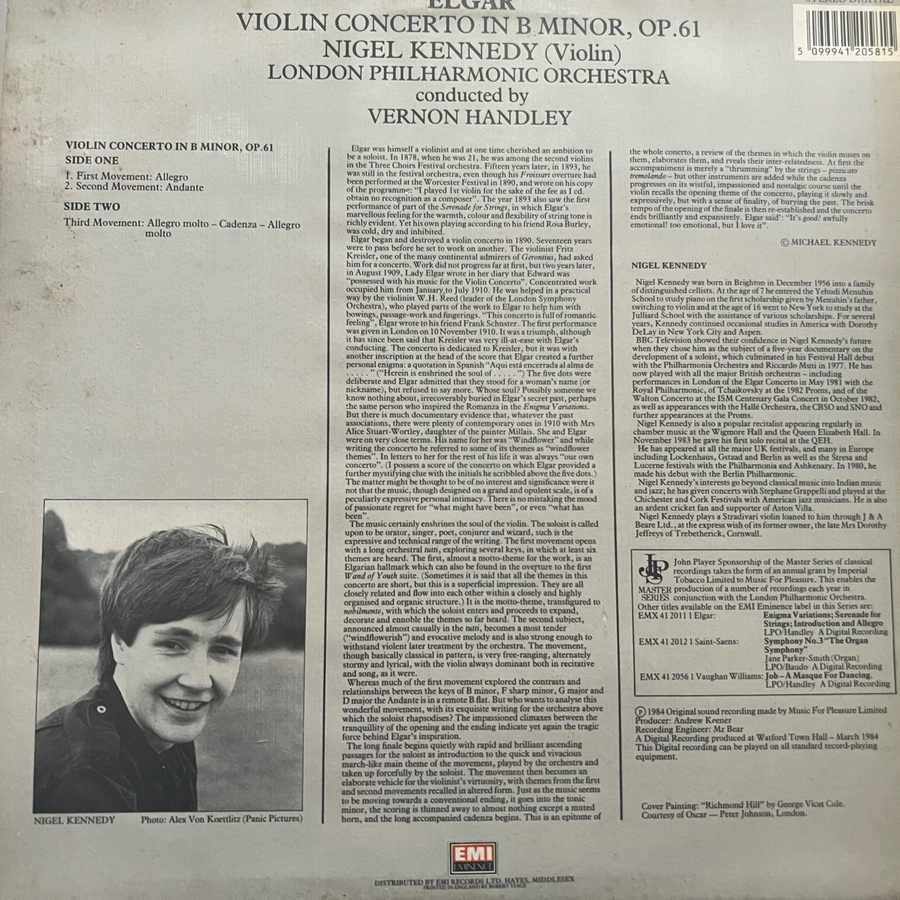 ELGAR
VIOLIN CONCERTO IN B MINOR, OP.61
NIGEL KENNEDY (Violin)
LONDON PHILHARMONIC ORCHESTRA
conducted by
VERNON HANDLEY
5 099941 205815
VIOLIN CONCERTO IN B MINOR, OP.61
SIDE ONE
1. First Movement: Allegro
2. Second Movement: Andante
SIDE TWO
Third Movement: Allegro molto – Cadenza – Allegro
molto
NIGEL KENNEDY
Photo: Alex Von Koettlitz (Panic Pictures)
Elgar was himself a violinist and at one time cherished an ambition to
be a soloist. In 1878, when he was 21, he was among the second violins
in the Three Choirs Festival orchestra. Fifteen years later, in 1893, he
was still in the festival orchestra, even though his Froissart overture had
been performed at the Worcester Festival in 1890, and wrote on his copy
of the programme: "I played 1st violin for the sake of the fee as I cd.
obtain no recognition as a composer". The year 1893 also saw the first
performance of part of the Serenade for Strings, in which Elgar's
marvellous feeling for the warmth, colour and flexibility of string tone is
richly evident. Yet his own playing according to his friend Rosa Burley,
was cold, dry and inhibited.
Elgar began and destroyed a violin concerto in 1890. Seventeen years
were to pass before he set to work on another. The violinist Fritz
Kreisler, one of the many continental admirers of Gerontius, had asked
him for a concerto. Work did not progress far at first, but two years later,
in August 1909, Lady Elgar wrote in her diary that Edward was
"possessed with his music for the Violin Concerto". Concentrated work
occupied him from January to July 1910. He was helped in a practical
way by the violinist W.H. Reed (leader of the London Symphony
Orchestra), who played parts of the work to Elgar to help him with
bowings, passage-work and fingerings. "This concerto is full of romantic
feeling", Elgar wrote to his friend Frank Schuster. The first performance
was given in London on 10 November 1910. It was a triumph, although
it has since been said that Kreisler was very ill-at-ease with Elgar's
conducting. The concerto is dedicated to Kreisler, but it was with
another inscription at the head of the score that Elgar created a further
personal enigma: a quotation in Spanish "Aqui está encerrada al alma de
. . . . . " ("Herein is enshrined the soul of . . . . .") The five dots were
deliberate and Elgar admitted that they stood for a woman's name (or
nickname), but refused to say more. Whose soul? Possibly someone we
know nothing about, irrecoverably buried in Elgar's secret past, perhaps
the same person who inspired the Romanza in the Enigma Variations.
But there is much documentary evidence that, whatever the past
associations, there were plenty of contemporary ones in 1910 with Mrs
Alice Stuart-Wortley, daughter of the painter Millais. She and Elgar
were on very close terms. His name for her was "Windflower" and while
writing the concerto he referred to some of its themes as "windflower
themes". In letters to her for the rest of his life it was always "our own
concerto". (I possess a score of the concerto on which Elgar provided a
further mystifying clue with the initials he scribbled above the five dots.)
The matter might be thought to be of no interest and significance were it
not that the music, though designed on a grand and opulent scale, is of a
peculiarly expressive personal intimacy. There is no mistaking the mood
of passionate regret for "what might have been", or even "what has
been".
The music certainly enshrines the soul of the violin. The soloist is called
upon to be orator, singer, poet, conjurer and wizard, such is the
expressive and technical range of the writing. The first movement opens
with a long orchestral tutti, exploring several keys, in which at least six
themes are heard. The first, almost a motto-theme for the work, is an
Elgarian hallmark which can also be found in the overture to the first
Wand of Youth suite. (Sometimes it is said that all the themes in this
concerto are short, but this is a superficial impression. They are all
closely related and flow into each other within a closely and highly
organised and organic structure.) It is the motto-theme, transfigured to
nobilmente, with which the soloist enters and proceeds to expand,
decorate and ennoble the themes so far heard. The second subject,
announced almost casually in the tutti, becomes a most tender
("windflowerish") and evocative melody and is also strong enough to
withstand violent later treatment by the orchestra. The movement,
though basically classical in pattern, is very free-ranging, alternately
stormy and lyrical, with the violin always dominant both in recitative
and song, as it were.
Whereas much of the first movement explored the contrasts and
relationships between the keys of B minor, F sharp minor, G major and
D major the Andante is in a remote B flat. But who wants to analyse this
wonderful movement, with its exquisite writing for the orchestra above
which the soloist rhapsodises? The impassioned climaxes between the
tranquillity of the opening and the ending indicate yet again the tragic
force behind Elgar's inspiration.
The long finale begins quietly with rapid and brilliant ascending
passages for the soloist as introduction to the quick and vivacious
march-like main theme of the movement, played by the orchestra and
taken up forcefully by the soloist. The movement then becomes an
elaborate vehicle for the violinist's virtuosity, with themes from the first
and second movements recalled in altered form. Just as the music seems
to be moving towards a conventional ending, it goes into the tonic
minor, the scoring is thinned away to almost nothing except a muted
horn, and the long accompanied cadenza begins. This is an epitome of
the whole concerto, a review of the themes in which the violin muses on
them, elaborates them, and reveals their inter-relatedness. At first the
accompaniment is merely a "thrumming" by the strings – pizzicato
tremolando – but other instruments are added while the cadenza
progresses on its wistful, impassioned and nostalgic course until the
violin recalls the opening theme of the concerto, playing it slowly and
expressively, but with a sense of finality, of burying the past. The brisk
tempo of the opening of the finale is then re-established and the concerto
ends brilliantly and expansively. Elgar said: "It's good! awfully
emotional! too emotional, but I love it".
© MICHAEL KENNEDY
NIGEL KENNEDY
Nigel Kennedy was born in Brighton in December 1956 into a family
of distinguished cellists. At the age of 7 he entered the Yehudi Menuhin
School to study piano on the first scholarship given by Menuhin's father,
switching to violin and at the age of 16 went to New York to study at the
Juilliard School with the assistance of various scholarships. For several
years, Kennedy continued occasional studies in America with Dorothy
DeLay in New York City and Aspen.
BBC Television showed their confidence in Nigel Kennedy's future
when they chose him as the subject of a five-year documentary on the
development of a soloist, which culminated in his Festival Hall debut
with the Philharmonia Orchestra and Riccardo Muti in 1977. He has
now played with all the major British orchestras – including
performances in London of the Elgar Concerto in May 1981 with the
Royal Philharmonic, of Tchaikovsky at the 1982 Proms, and of the
Walton Concerto at the ISM Centenary Gala Concert in October 1982,
as well as appearances with the Hallé Orchestra, the CBSO and SNO and
further appearances at the Proms.
Nigel Kennedy is also a popular recitalist appearing regularly in
chamber music at the Wigmore Hall and the Queen Elizabeth Hall. In
November 1983 he gave his first solo recital at the QEH.
He has appeared at all the major UK festivals, and many in Europe
including Lockenhaus, Gstaad and Berlin as well as the Stresa and
Lucerne festivals with the Philharmonia and Ashkenazy. In 1980, he
made his debut with the Berlin Philharmonic.
Nigel Kennedy's interests go beyond classical music into Indian music
and jazz; he has given concerts with Stephane Grappelli and played at the
Chichester and Cork Festivals with American jazz musicians. He is also
an ardent cricket fan and supporter of Aston Villa.
Nigel Kennedy plays a Stradivari violin loaned to him through J & A
Beare Ltd., at the express wish of its former owner, the late Mrs Dorothy
Jeffreys of Trebetherick, Cornwall.
JPS
MASTER
SERIES
John Player Sponsorship of the Master Series of classical
recordings takes the form of an annual grant by Imperial
Tobacco Limited to Music For Pleasure. This enables the
production of a number of recordings each year in
conjunction with the London Philharmonic Orchestra.
Other titles available on the EMI Eminence label in this Series are:
EMX 41 2011 1 Elgar: Enigma Variations; Serenade for
Strings; Introduction and Allegro
LPO/Handley A Digital Recording
EMX 41 2012 1 Saint-Saens: Symphony No.3 "The Organ
Symphony"
Jane Parker-Smith (Organ)
LPO/Baudo A Digital Recording
EMX 41 2056 1 Vaughan Williams: Job – A Masque For Dancing.
LPO/Handley A Digital Recording
℗ 1984 Original sound recording made by Music For Pleasure Limited
Producer: Andrew Keener
Recording Engineer: Mr Bear
A Digital Recording produced at Watford Town Hall – March 1984
This Digital recording can be played on all standard record-playing
equipment.
Cover Painting: "Richmond Hill" by George Vicat Cole.
Courtesy of Oscar — Peter Johnson, London.
EMI
EMINENCE
DISTRIBUTED BY EMI RECORDS LTD. HAYES, MIDDLESEX
PRINTED IN ENGLAND BY ROBERT STACE